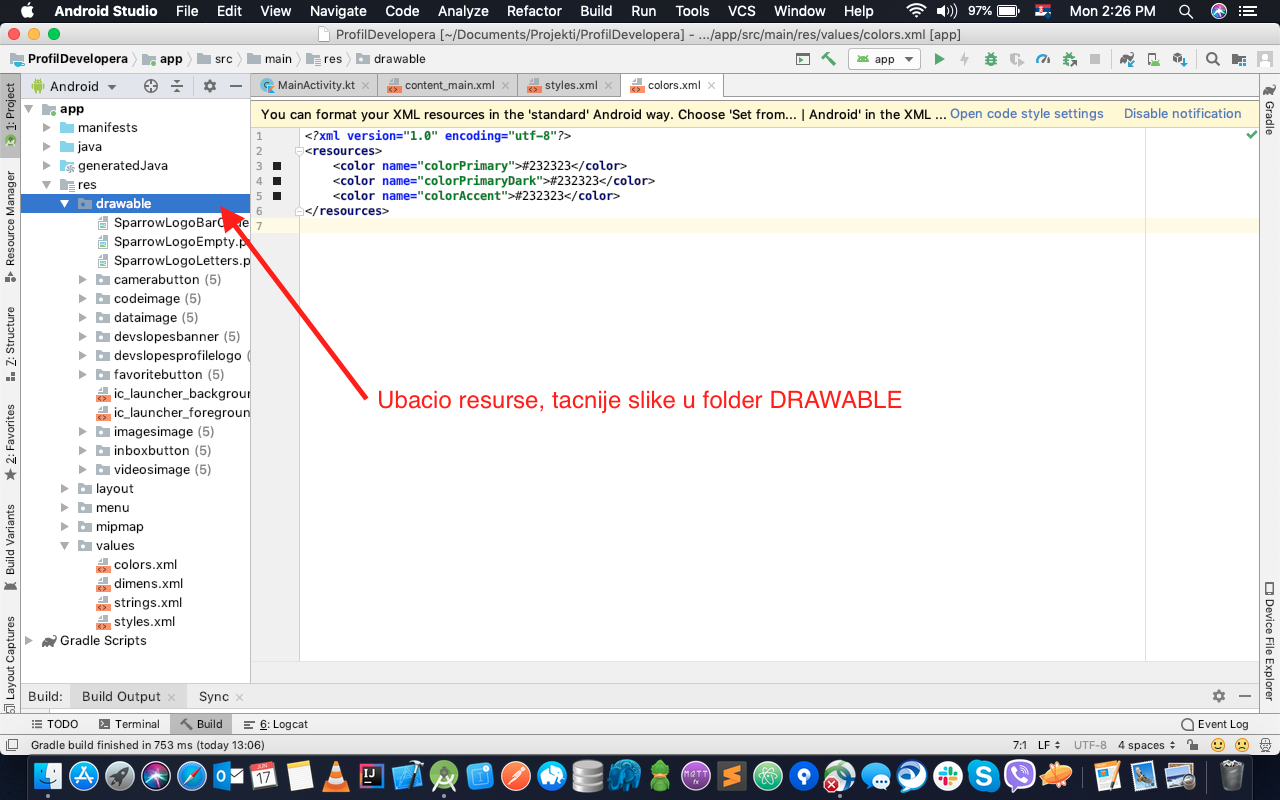 Android Studio File Edit View Navigate Code Analyze Refactor Build Run Tools VCS Window Help 97% Mon 2:26 PM
ProfilDevelopera [~/Documents/Projekti/ProfilDevelopera] - .../app/src/main/res/values/colors.xml [app]
ProfilDevelopera app src main res drawable app
Android MainActivity.kt content_main.xml styles.xml colors.xml
1: Project
Resource Manager
Z: Structure
2: Favorites
Build Variants
Layout Captures
app
manifests
java
generatedJava
res
drawable
SparrowLogoBarCode
SparrowLogoEmpty.p
SparrowLogoLetters.p
camerabutton (5)
codeimage (5)
dataimage (5)
devslopesbanner (5)
devslopesprofilelogo (
favoritebutton (5)
ic_launcher_backgroun
ic_launcher_foregroun
imagesimage (5)
inboxbutton (5)
videosimage (5)
layout
menu
mipmap
values
colors.xml
dimens.xml
strings.xml
styles.xml
Gradle Scripts
You can format your XML resources in the 'standard' Android way. Choose 'Set from... | Android' in the XML ... Open code style settings Disable notification
1 <?xml version="1.0" encoding="utf-8"?>
2 <resources>
3 <color name="colorPrimary">#232323</color>
4 <color name="colorPrimaryDark">#232323</color>
5 <color name="colorAccent">#232323</color>
6 </resources>
7
Ubacio resurse, tacnije slike u folder DRAWABLE
Gradle
Device File Explorer
Build: Build Output Sync
TODO Terminal Build 6: Logcat Event Log
Gradle build finished in 753 ms (today 13:06) 7:1 LF UTF-8 4 spaces
JUN
17
IJ
MATT
fx